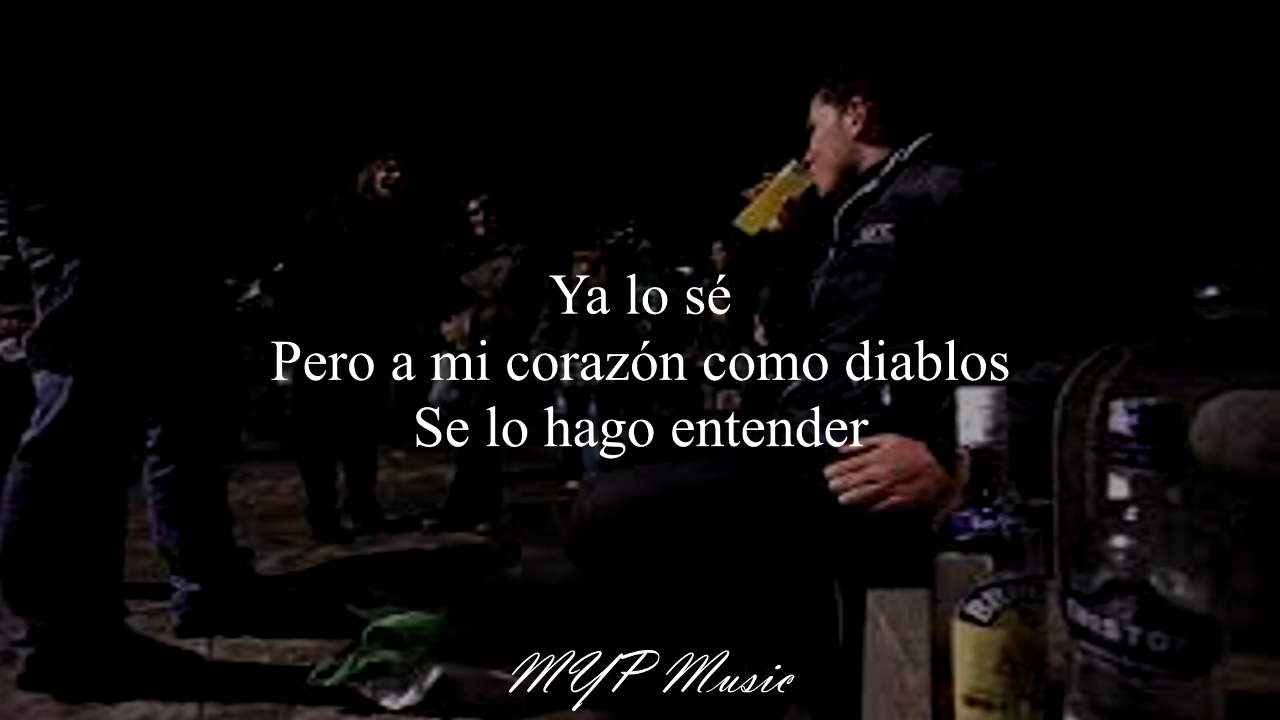 Ya lo sé
Pero a mi corazón como diablos
Se lo hago entender
MYP Music